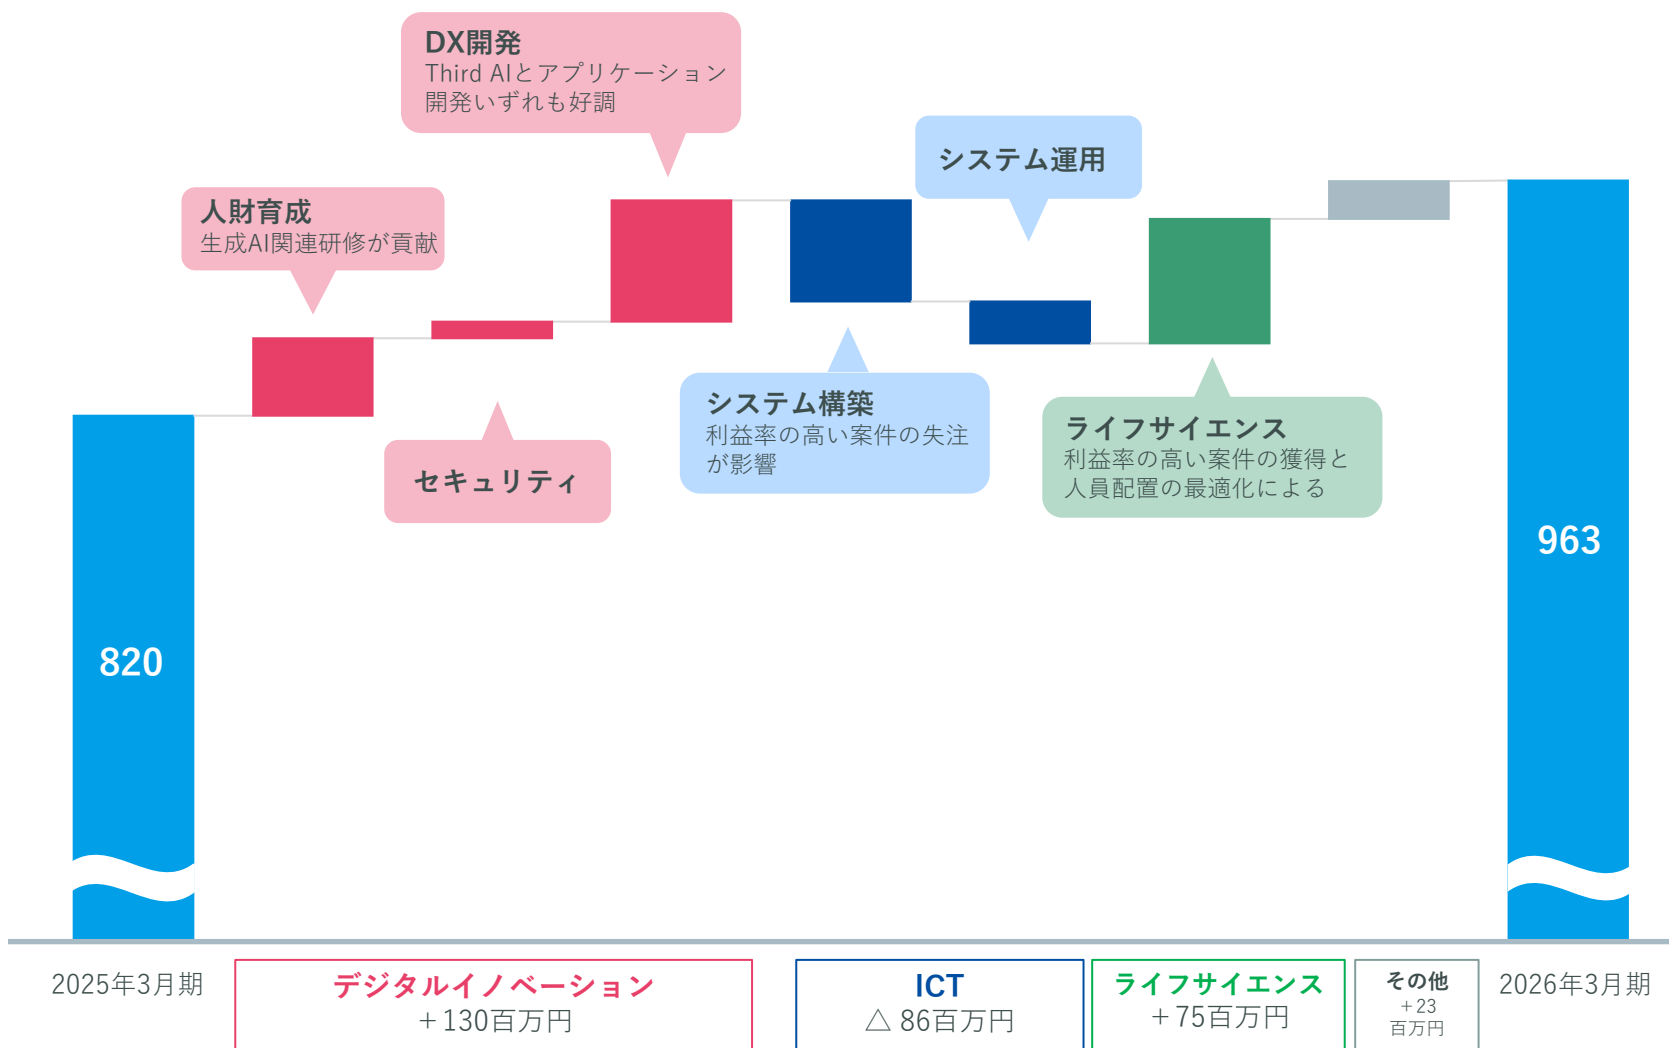 DX開発
Third AIとアプリケーション
開発いずれも好調
システム運用
人財育成
生成AI関連研修が貢献
システム構築
利益率の高い案件の失注
が影響
ライフサイエンス
利益率の高い案件の獲得と
人員配置の最適化による
セキュリティ
963
820
2025年3月期
デジタルイノベーション
＋130百万円
ICT
△ 86百万円
ライフサイエンス
＋75百万円
その他
＋23
百万円
2026年3月期